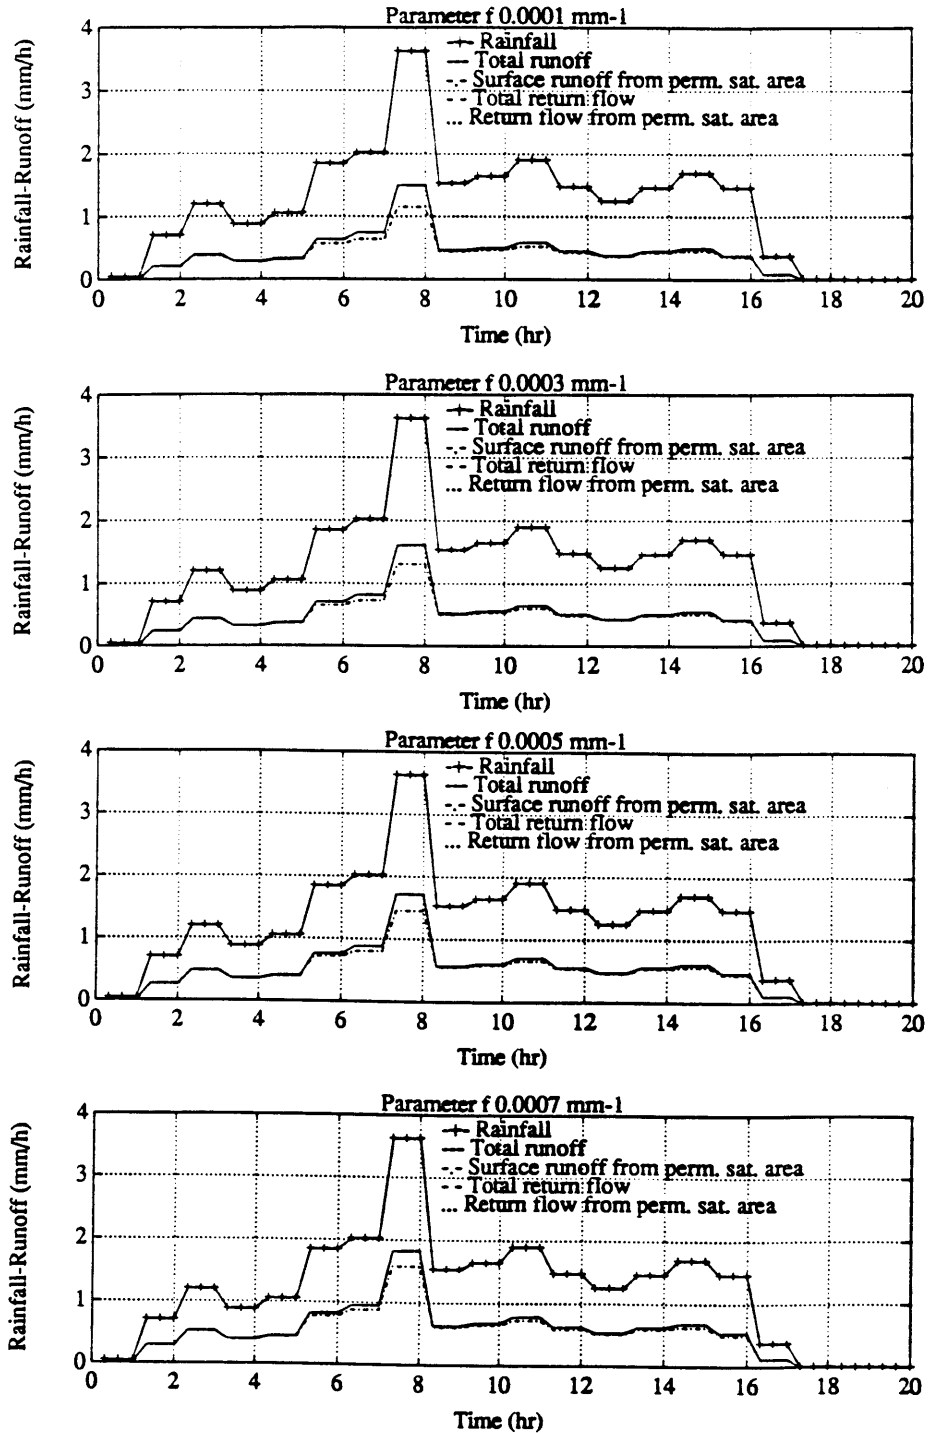 Parameter f 0.0001 mm-1
Rainfall
Total runoff
Surface runoff from perm. sat. area
Total return flow
... Return flow from perm. sat. area
Rainfall-Runoff (mm/h)
4
3
2
1
0
0 2 4 6 8 10 12 14 16 18 20
Time (hr)
Parameter f 0.0003 mm-1
Rainfall
Total runoff
Surface runoff from perm. sat. area
Total return flow
... Return flow from perm. sat. area
Rainfall-Runoff (mm/h)
4
3
2
1
0
0 2 4 6 8 10 12 14 16 18 20
Time (hr)
Parameter f 0.0005 mm-1
Rainfall
Total runoff
Surface runoff from perm. sat. area
Total return flow
... Return flow from perm. sat. area
Rainfall-Runoff (mm/h)
4
3
2
1
0
0 2 4 6 8 10 12 14 16 18 20
Time (hr)
Parameter f 0.0007 mm-1
Rainfall
Total runoff
Surface runoff from perm. sat. area
Total return flow
... Return flow from perm. sat. area
Rainfall-Runoff (mm/h)
4
3
2
1
0
0 2 4 6 8 10 12 14 16 18 20
Time (hr)